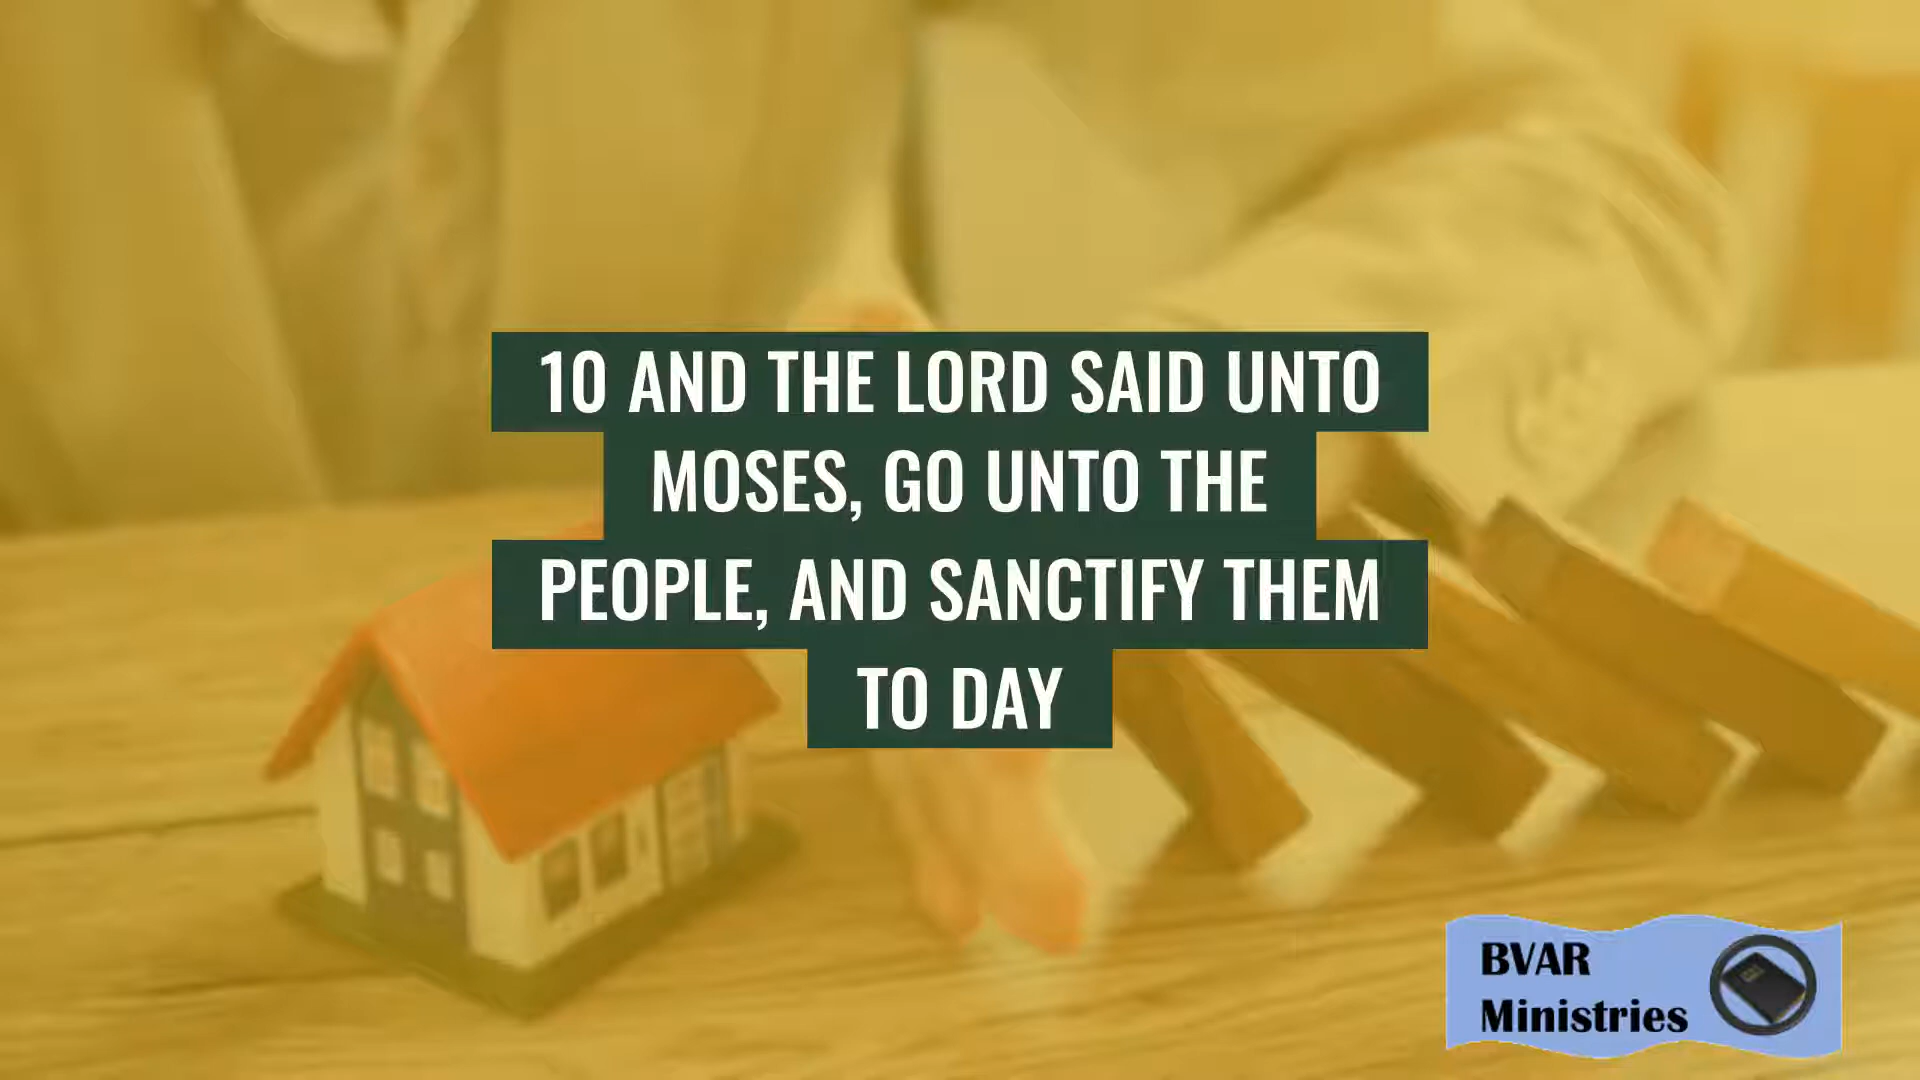 10 AND THE LORD SAID UNTO
MOSES, GO UNTO THE
PEOPLE, AND SANCTIFY THEM
TO DAY
BVAR
Ministries